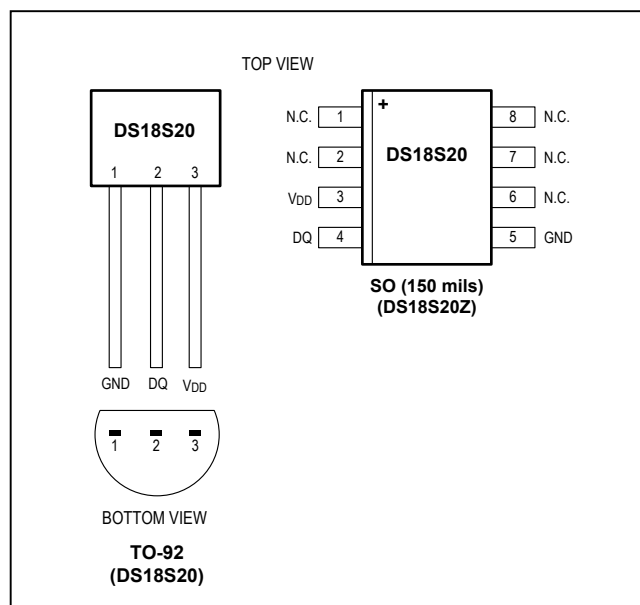 TOP VIEW
DS18S20
1 2 3
GND DQ VDD
1 2 3
BOTTOM VIEW
TO-92
(DS18S20)
+
DS18S20
N.C. 1 8 N.C.
N.C. 2 7 N.C.
VDD 3 6 N.C.
DQ 4 5 GND
SO (150 mils)
(DS18S20Z)